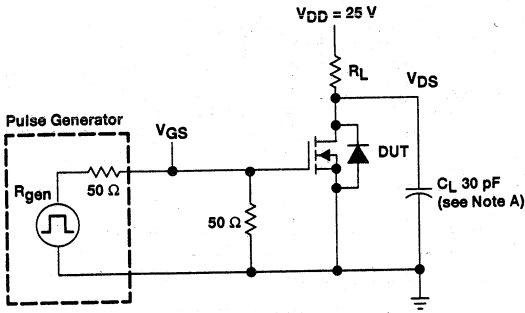 VDD = 25 V
RL
VDS
Pulse Generator
VGS
Rgen
50 Ω
DUT
50 Ω
CL 30 pF
(see Note A)